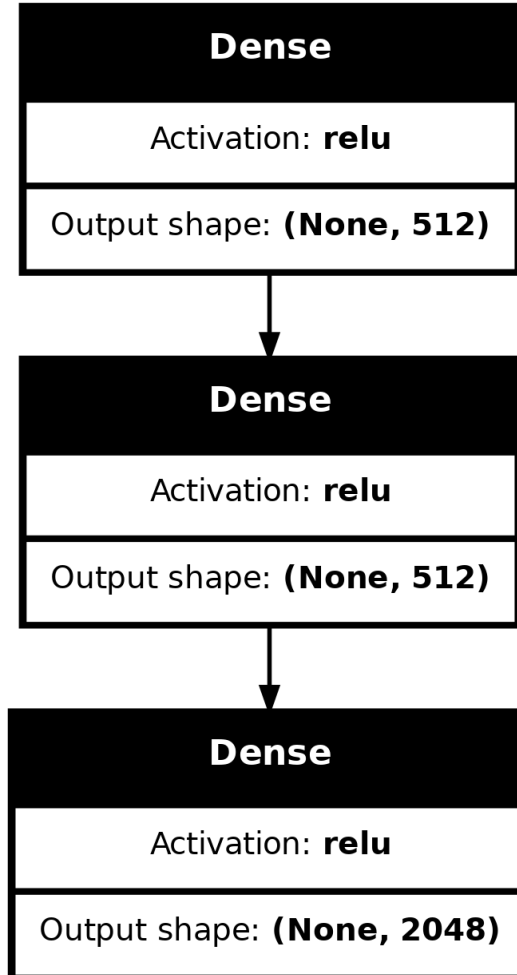 Dense
Activation: relu
Output shape: (None, 512)
Dense
Activation: relu
Output shape: (None, 512)
Dense
Activation: relu
Output shape: (None, 2048)